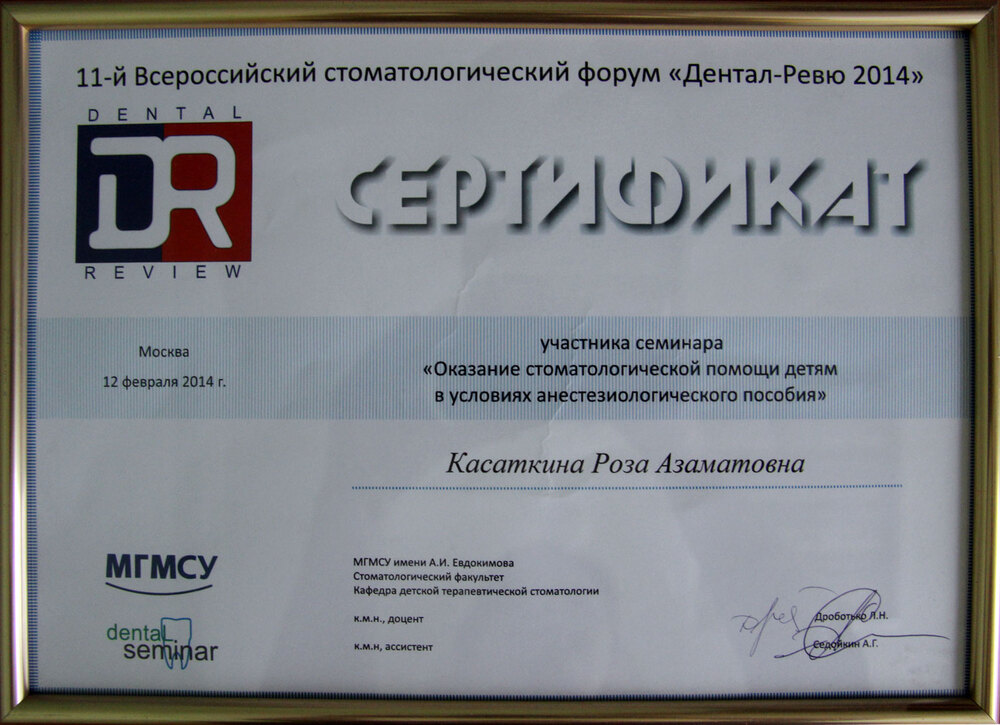 11-й Всероссийский стоматологический форум «Дентал-Ревю 2014»
DENTAL
DR
REVIEW
СЕРТИФИКАТ
Москва
12 февраля 2014 г.
участника семинара
«Оказание стоматологической помощи детям
в условиях анестезиологического пособия»
Касаткина Роза Азаматовна
МГМСУ
dental
seminar
МГМСУ имени А.И. Евдокимова
Стоматологический факультет
Кафедра детской терапевтической стоматологии
к.м.н., доцент
Дроботько Л.Н.
к.м.н, ассистент
Седойкин А.Г.